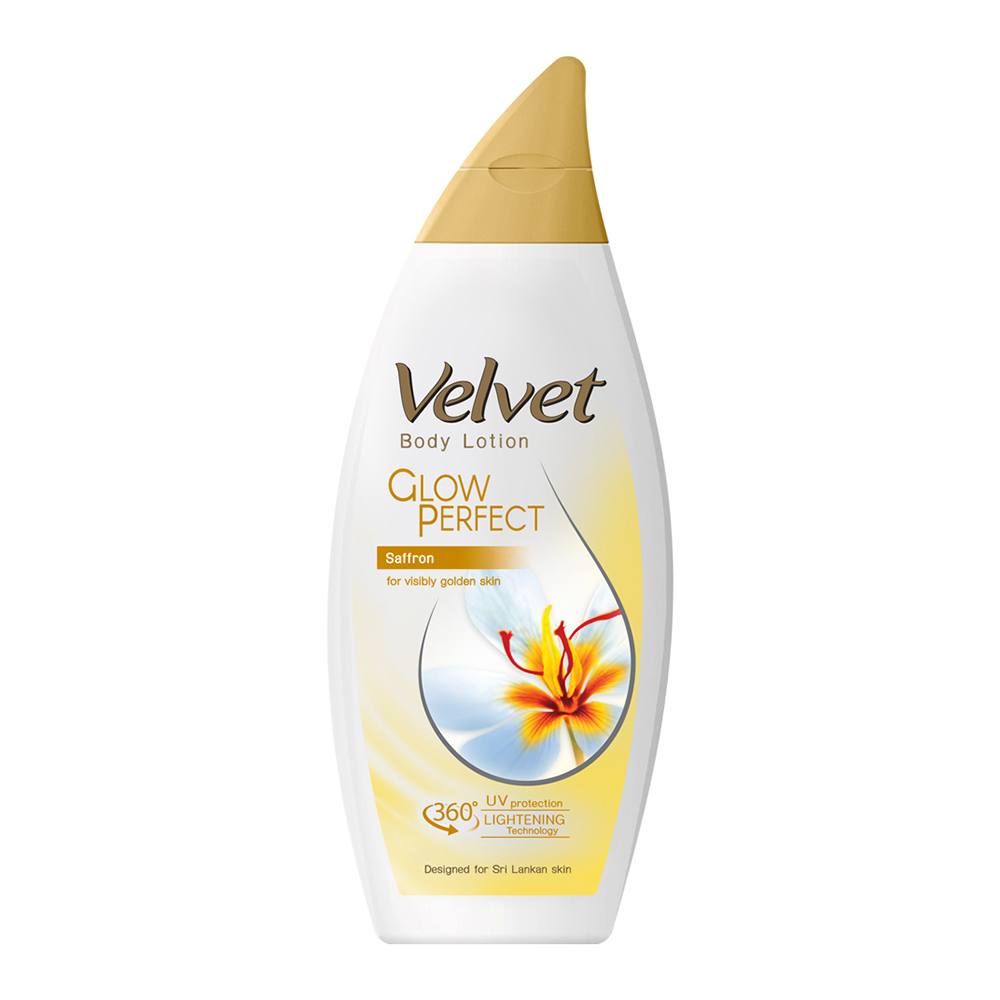 Velvet
Body Lotion
GLOW
PERFECT
Saffron
for visibly golden skin
360°
UV protection
LIGHTENING
Technology
Designed for Sri Lankan skin